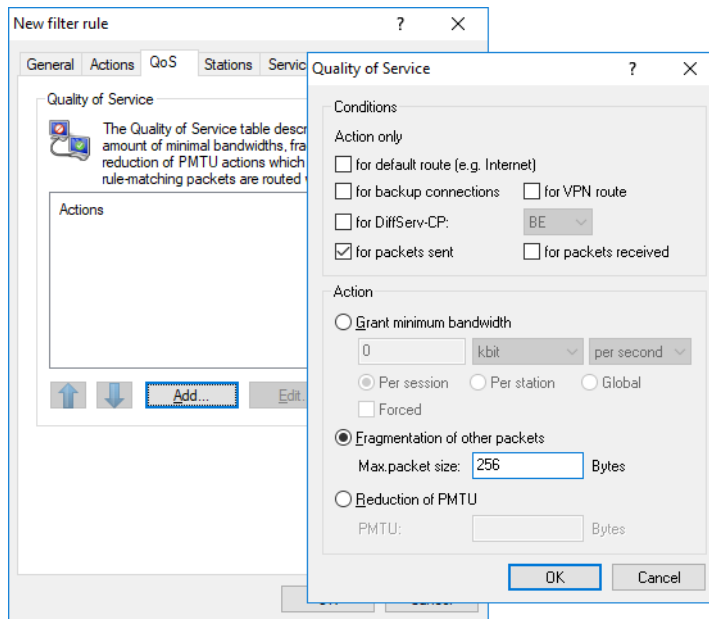 New filter rule
General Actions QoS Stations Servic
Quality of Service
The Quality of Service table descr
amount of minimal bandwidths, fra
reduction of PMTU actions which
rule-matching packets are routed
Actions
Add...
Edit.
Quality of Service
Conditions
Action only
for default route (e.g. Internet)
for backup connections for VPN route
for DiffServ-CP: BE
for packets sent for packets received
Action
Grant minimum bandwidth
0 kbit per second
Per session Per station Global
Forced
Fragmentation of other packets
Max.packet size: 256 Bytes
Reduction of PMTU
PMTU: Bytes
OK Cancel